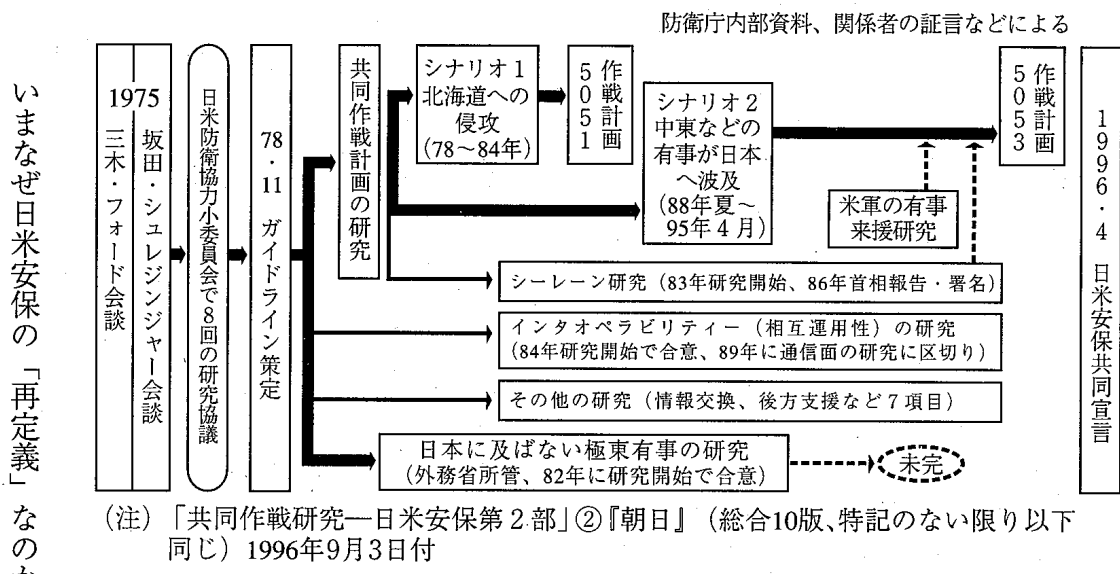 防衛庁内部資料、関係者の証言などによる
いまなぜ日米安保の「再定義」なのか
1975
三木・フォード会談
坂田・シュレジンジャー会談
日米防衛協力小委員会で8回の研究協議
78・11 ガイドライン策定
共同作戦計画の研究
シナリオ1
北海道への
侵攻
(78〜84年)
作戦計画
5051
シナリオ2
中東などの
有事が日本
へ波及
(88年夏〜
95年4月)
作戦計画
5053
米軍の有事
来援研究
シーレーン研究(83年研究開始、86年首相報告・署名)
インタオペラビリティー(相互運用性)の研究
(84年研究開始で合意、89年に通信面の研究に区切り)
その他の研究(情報交換、後方支援など7項目)
日本に及ばない極東有事の研究
(外務省所管、82年に研究開始で合意)
未完
1996・4 日米安保共同宣言
(注) 「共同作戦研究―日米安保第2部」②『朝日』(総合10版、特記のない限り以下
同じ)1996年9月3日付